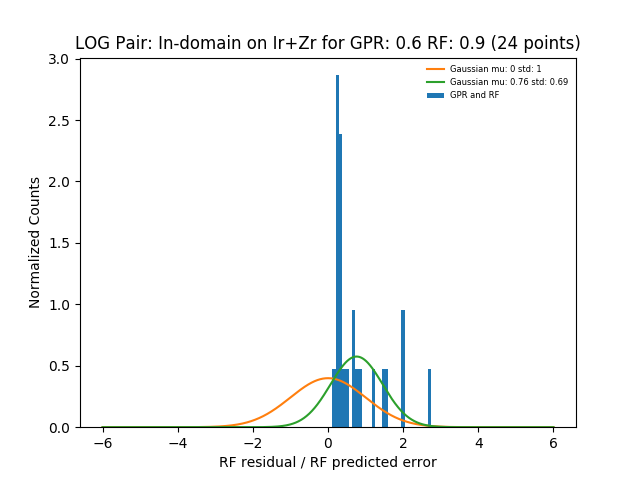 LOG Pair: In-domain on Ir+Zr for GPR: 0.6 RF: 0.9 (24 points)
Gaussian mu: 0 std: 1
Gaussian mu: 0.76 std: 0.69
GPR and RF
Normalized Counts
3.0
2.5
2.0
1.5
1.0
0.5
0.0
−6 −4 −2 0 2 4 6
RF residual / RF predicted error